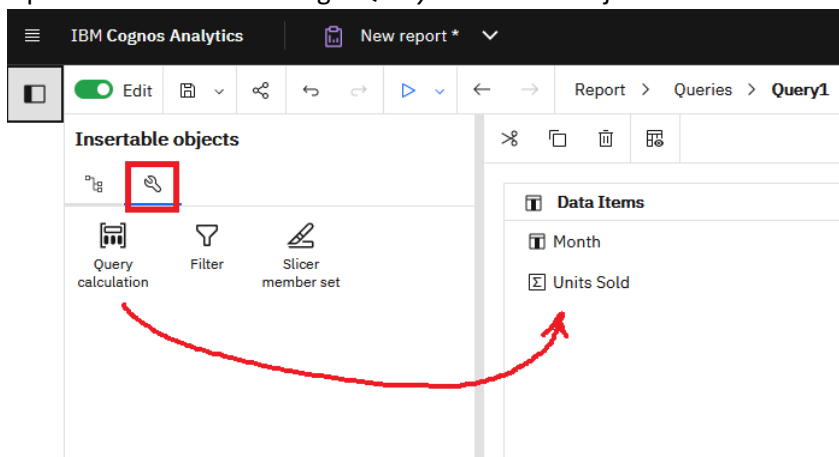 IBM Cognos Analytics
New report *
Edit
Report > Queries > Query1
Insertable objects
Data Items
Month
Units Sold
Query calculation
Filter
Slicer member set